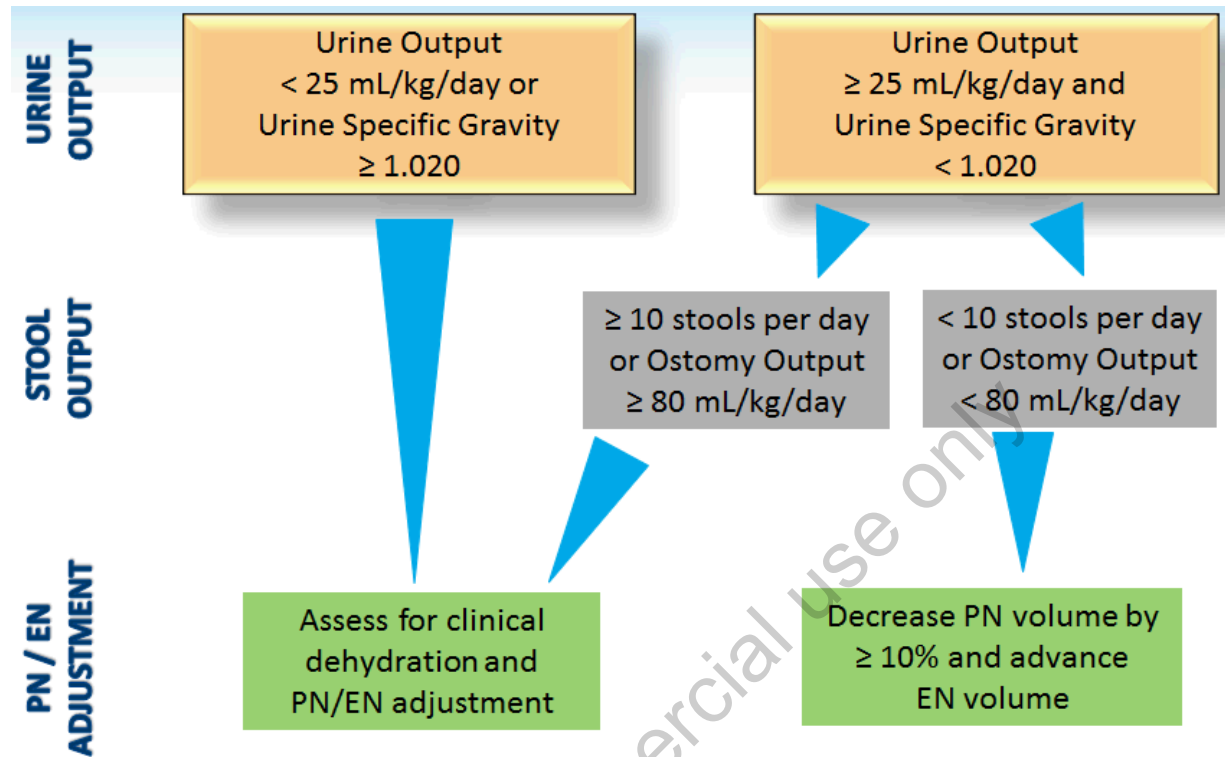 URINE
OUTPUT
Urine Output
< 25 mL/kg/day or
Urine Specific Gravity
≥ 1.020
Urine Output
≥ 25 mL/kg/day and
Urine Specific Gravity
< 1.020
STOOL
OUTPUT
≥ 10 stools per day
or Ostomy Output
≥ 80 mL/kg/day
< 10 stools per day
or Ostomy Output
< 80 mL/kg/day
PN / EN
ADJUSTMENT
Assess for clinical
dehydration and
PN/EN adjustment
Decrease PN volume by
≥ 10% and advance
EN volume
ercial use only